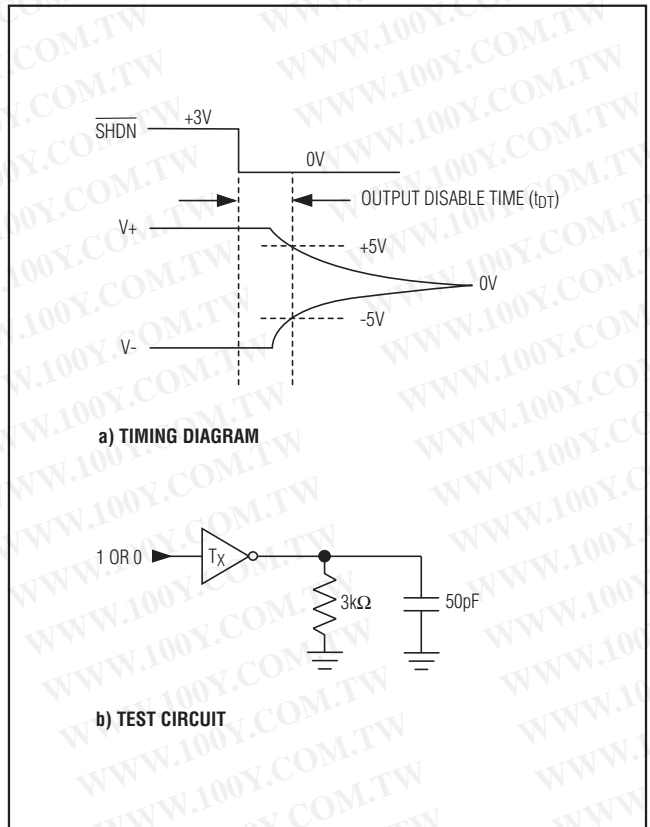 +3V
S̅H̅D̅N̅
0V
OUTPUT DISABLE TIME (tDT)
V+
+5V
0V
-5V
V-
a) TIMING DIAGRAM
1 OR 0
TX
3kΩ
50pF
b) TEST CIRCUIT
WWW.100Y.COM.TW